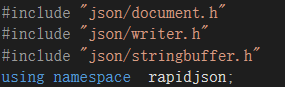 #include "json/document.h"
#include "json/writer.h"
#include "json/stringbuffer.h"
using namespace  rapidjson;